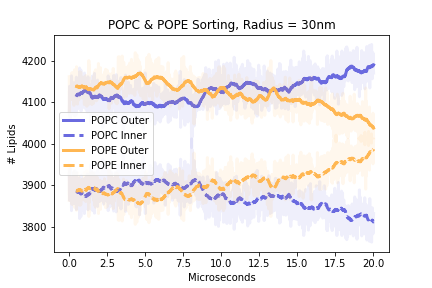 POPC & POPE Sorting, Radius = 30nm
# Lipids
4200
4100
4000
3900
3800
POPC Outer
POPC Inner
POPE Outer
POPE Inner
0.0 2.5 5.0 7.5 10.0 12.5 15.0 17.5 20.0
Microseconds